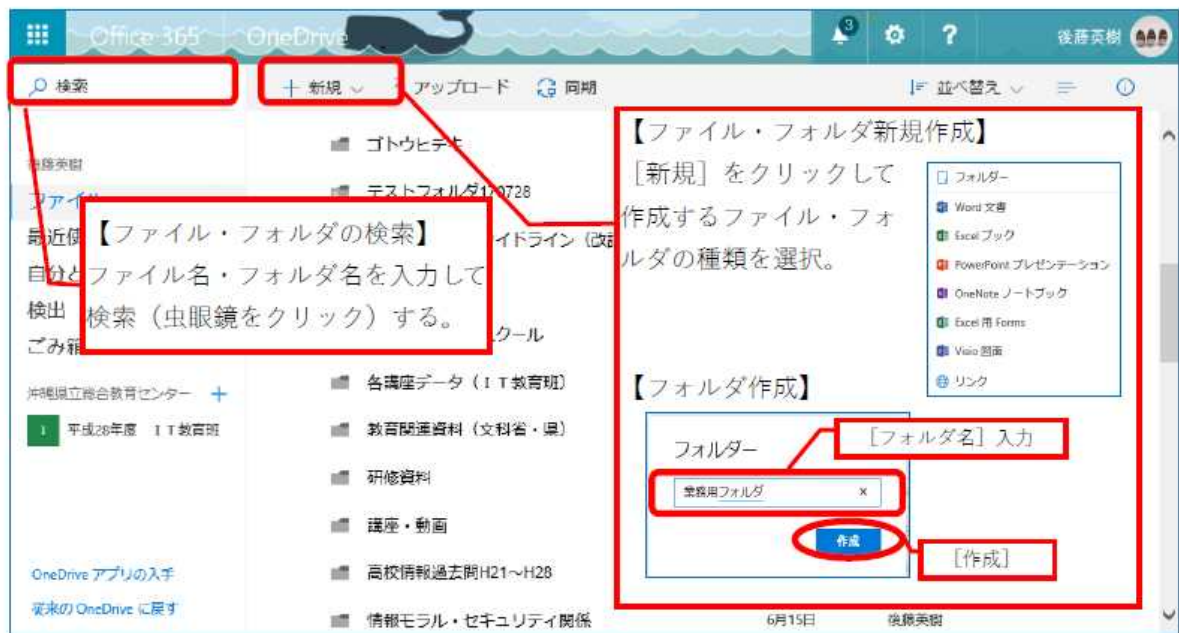 Office 365 OneDrive 3 ? 後藤英樹
検索
新規 アップロード 同期 並べ替え
ゴトウヒデキ
後藤英樹
テストフォルダ170728
ファイル
最近使
イドライン（改訂
自分と
検出
クール
ごみ箱
【ファイル・フォルダの検索】
ファイル名・フォルダ名を入力して
検索（虫眼鏡をクリック）する。
各講座データ（ＩＴ教育班）
沖縄県立総合教育センター ＋
1 平成28年度 ＩＴ教育班
教育関連資料（文科省・県）
研修資料
講座・動画
高校情報過去問H21～H28
情報モラル・セキュリティ関係 6月15日 後藤英樹
OneDrive アプリの入手
従来の OneDrive に戻す
【ファイル・フォルダ新規作成】
［新規］をクリックして
作成するファイル・フォ
ルダの種類を選択。
フォルダー
Word 文書
Excel ブック
PowerPoint プレゼンテーション
OneNote ノートブック
Excel 用 Forms
Visio 図面
リンク
【フォルダ作成】
フォルダー
［フォルダ名］入力
業務用フォルダ x
作成
［作成］